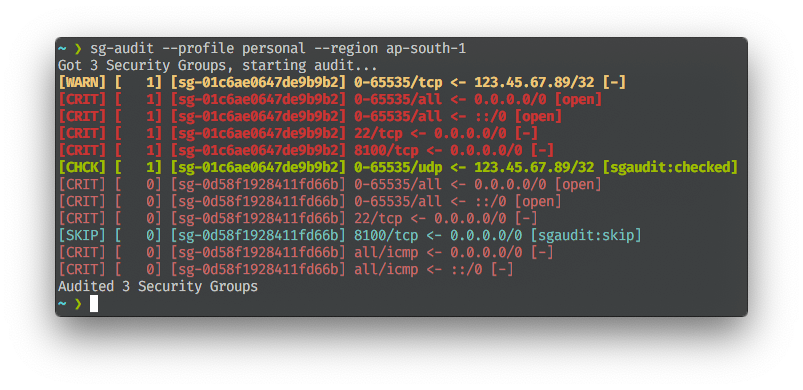 ~ ❯ sg-audit --profile personal --region ap-south-1
Got 3 Security Groups, starting audit...
[WARN] [   1] [sg-01c6ae0647de9b9b2] 0-65535/tcp <- 123.45.67.89/32 [-]
[CRIT] [   1] [sg-01c6ae0647de9b9b2] 0-65535/all <- 0.0.0.0/0 [open]
[CRIT] [   1] [sg-01c6ae0647de9b9b2] 0-65535/all <- ::/0 [open]
[CRIT] [   1] [sg-01c6ae0647de9b9b2] 22/tcp <- 0.0.0.0/0 [-]
[CRIT] [   1] [sg-01c6ae0647de9b9b2] 8100/tcp <- 0.0.0.0/0 [-]
[CHCK] [   1] [sg-01c6ae0647de9b9b2] 0-65535/udp <- 123.45.67.89/32 [sgaudit:checked]
[CRIT] [   0] [sg-0d58f1928411fd66b] 0-65535/all <- 0.0.0.0/0 [open]
[CRIT] [   0] [sg-0d58f1928411fd66b] 0-65535/all <- ::/0 [open]
[CRIT] [   0] [sg-0d58f1928411fd66b] 22/tcp <- 0.0.0.0/0 [-]
[SKIP] [   0] [sg-0d58f1928411fd66b] 8100/tcp <- 0.0.0.0/0 [sgaudit:skip]
[CRIT] [   0] [sg-0d58f1928411fd66b] all/icmp <- 0.0.0.0/0 [-]
[CRIT] [   0] [sg-0d58f1928411fd66b] all/icmp <- ::/0 [-]
Audited 3 Security Groups
~ ❯